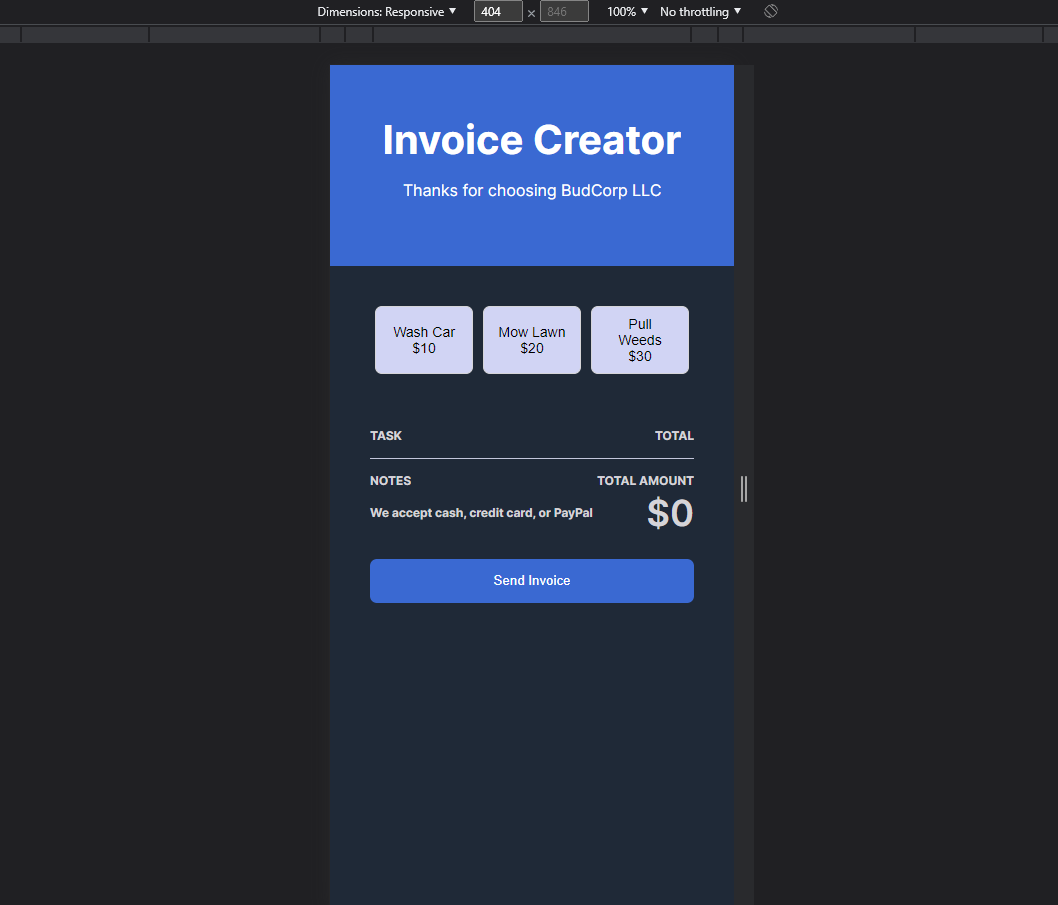 Dimensions: Responsive ▼ 404 × 846 100% ▼ No throttling ▼
Invoice Creator
Thanks for choosing BudCorp LLC
Wash Car
$10
Mow Lawn
$20
Pull
Weeds
$30
TASK TOTAL
NOTES TOTAL AMOUNT
We accept cash, credit card, or PayPal $0
Send Invoice